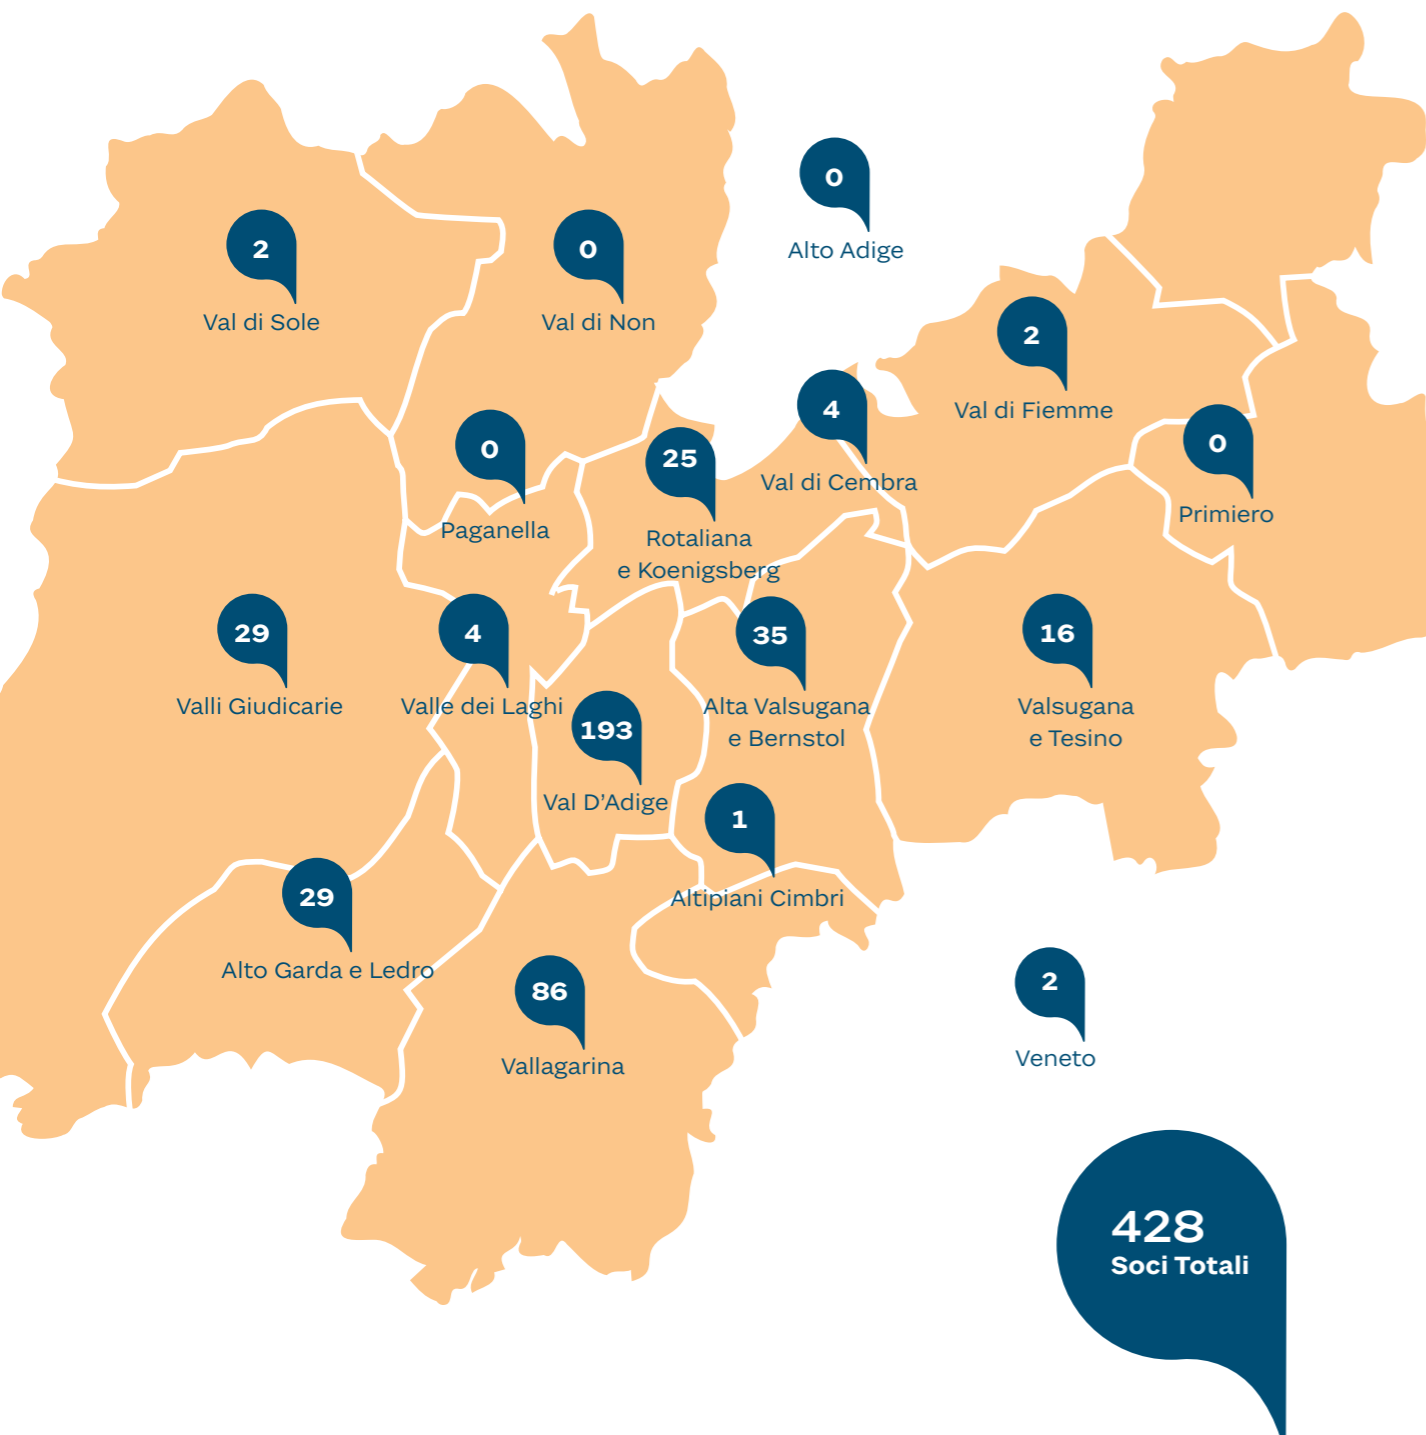 0
Alto Adige
2
Val di Sole
0
Val di Non
2
Val di Fiemme
4
Val di Cembra
0
Primiero
0
Paganella
25
Rotaliana
e Koenigsberg
29
Valli Giudicarie
4
Valle dei Laghi
35
Alta Valsugana
e Bernstol
16
Valsugana
e Tesino
193
Val D'Adige
1
Altipiani Cimbri
29
Alto Garda e Ledro
86
Vallagarina
2
Veneto
428
Soci Totali